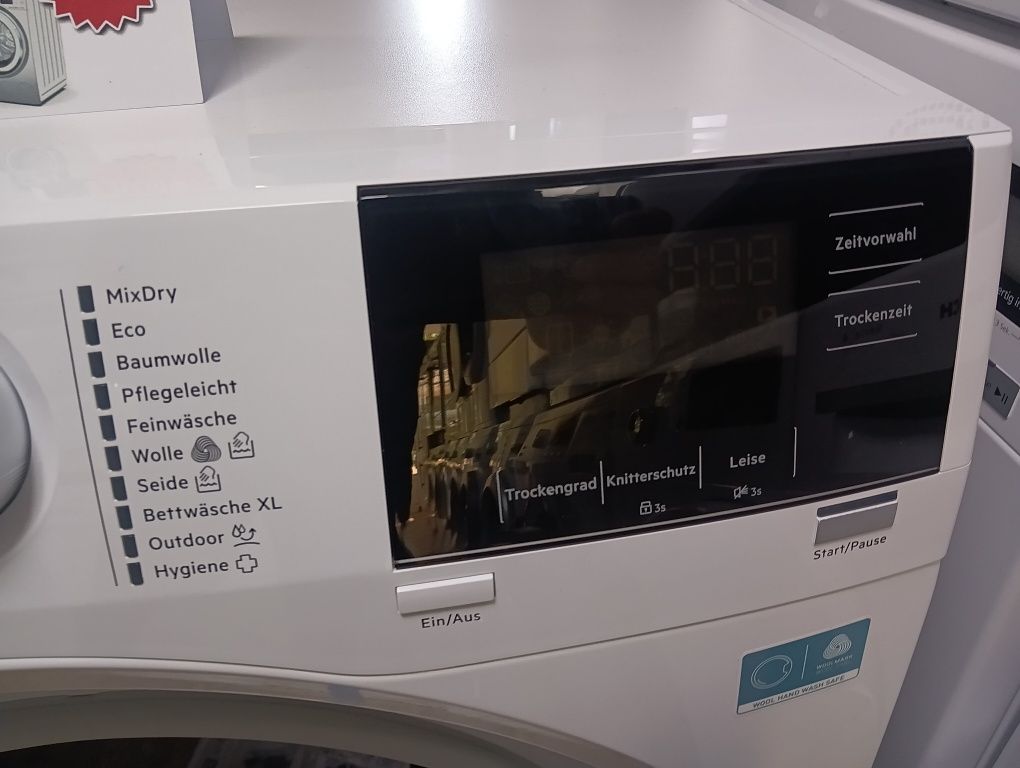 MixDry
Eco
Baumwolle
Pflegeleicht
Feinwäsche
Wolle
Seide
Bettwäsche XL
Outdoor
Hygiene
Zeitvorwahl
Trockenzeit
Trockengrad
Knitterschutz
Leise
3s
3s
Start/Pause
Ein/Aus
WOOLMARK
WOOL HAND WASH SAFE